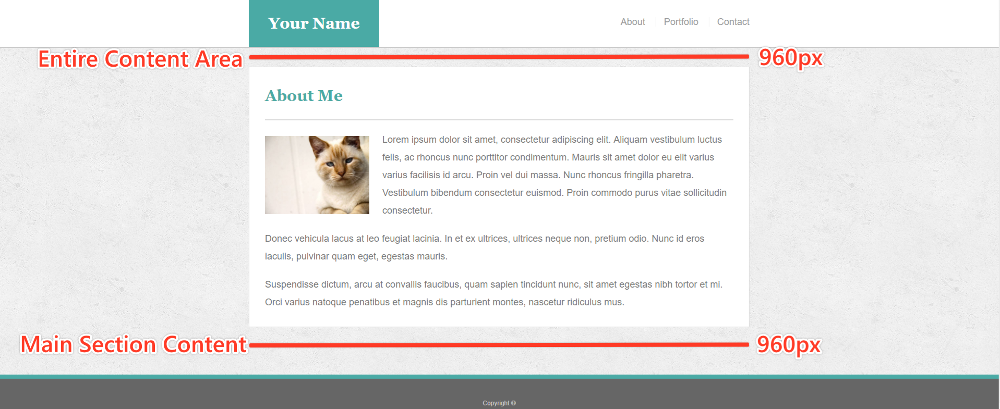 Your Name
About
Portfolio
Contact
Entire Content Area
960px
About Me
Lorem ipsum dolor sit amet, consectetur adipiscing elit. Aliquam vestibulum luctus
felis, ac rhoncus nunc porttitor condimentum. Mauris sit amet dolor eu elit varius
varius facilisis id arcu. Proin vel dui massa. Nunc rhoncus fringilla pharetra.
Vestibulum bibendum consectetur euismod. Proin commodo purus vitae sollicitudin
consectetur.
Donec vehicula lacus at leo feugiat lacinia. In et ex ultrices, ultrices neque non, pretium odio. Nunc id eros
iaculis, pulvinar quam eget, egestas mauris.
Suspendisse dictum, arcu at convallis faucibus, quam sapien tincidunt nunc, sit amet egestas nibh tortor et mi.
Orci varius natoque penatibus et magnis dis parturient montes, nascetur ridiculus mus.
Main Section Content
960px
Copyright ©